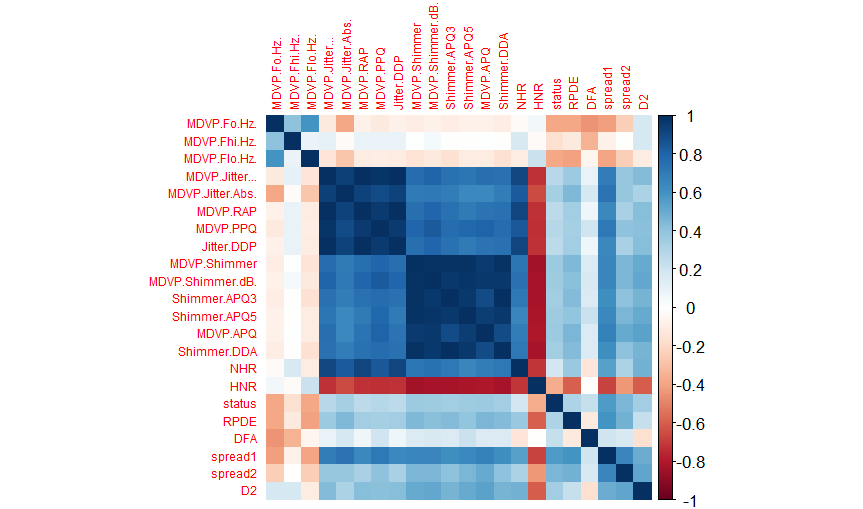 MDVP.Fo.Hz.
MDVP.Fhi.Hz.
MDVP.Flo.Hz.
MDVP.Jitter...
MDVP.Jitter.Abs.
MDVP.RAP
MDVP.PPQ
Jitter.DDP
MDVP.Shimmer
MDVP.Shimmer.dB.
Shimmer.APQ3
Shimmer.APQ5
MDVP.APQ
Shimmer.DDA
NHR
HNR
status
RPDE
DFA
spread1
spread2
D2
MDVP.Fo.Hz.
MDVP.Fhi.Hz.
MDVP.Flo.Hz.
MDVP.Jitter...
MDVP.Jitter.Abs.
MDVP.RAP
MDVP.PPQ
Jitter.DDP
MDVP.Shimmer
MDVP.Shimmer.dB.
Shimmer.APQ3
Shimmer.APQ5
MDVP.APQ
Shimmer.DDA
NHR
HNR
status
RPDE
DFA
spread1
spread2
D2
1
0.8
0.6
0.4
0.2
0
-0.2
-0.4
-0.6
-0.8
-1